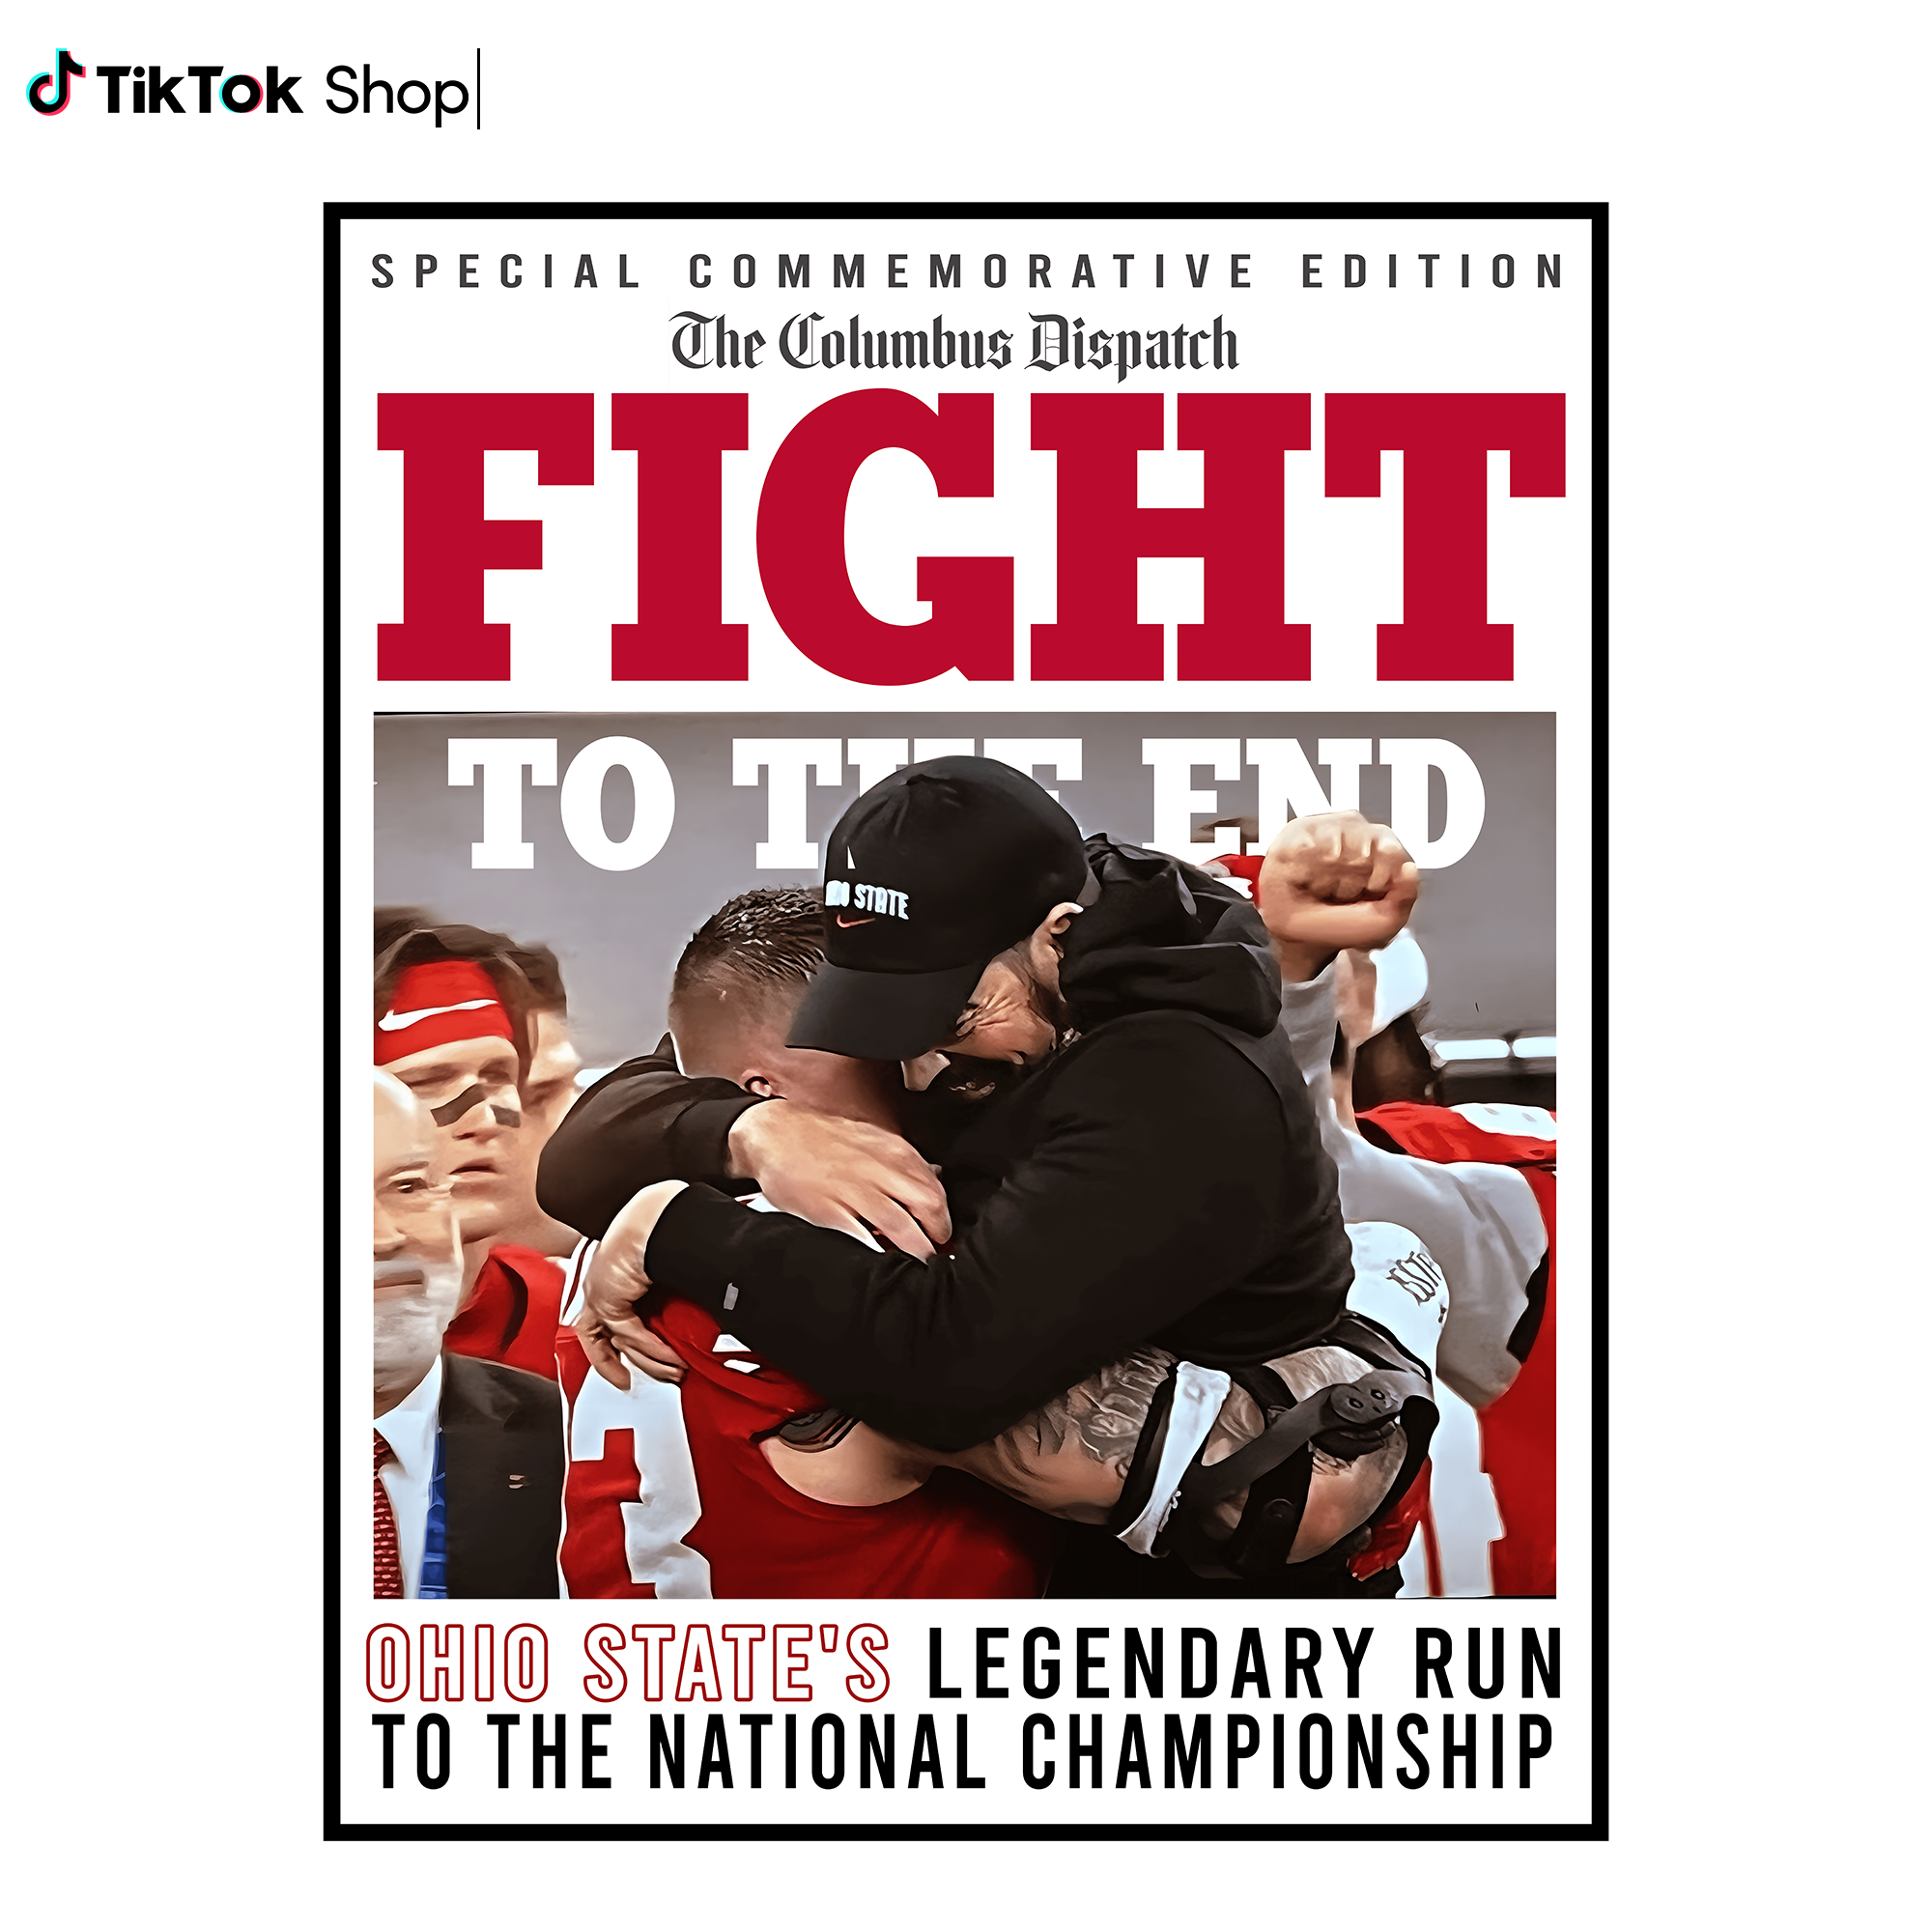 TikTok Shop
SPECIAL COMMEMORATIVE EDITION
The Columbus Dispatch
FIGHT
TO THE END
STATE
OHIO STATE'S LEGENDARY RUN
TO THE NATIONAL CHAMPIONSHIP